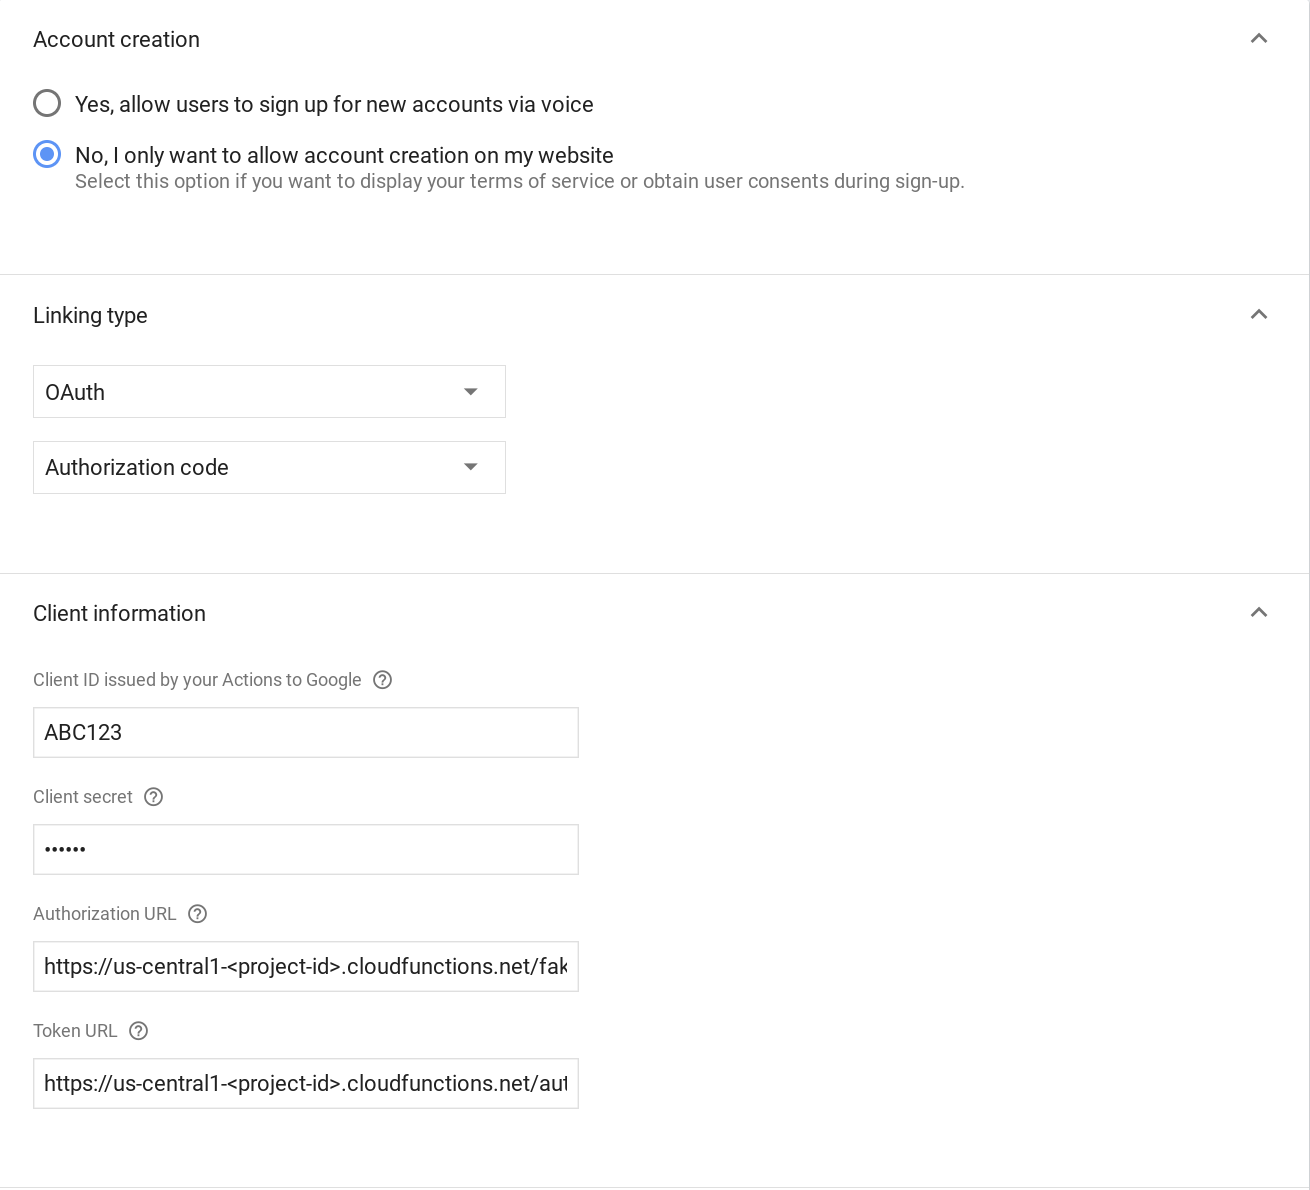 Account creation
Yes, allow users to sign up for new accounts via voice
No, I only want to allow account creation on my website
Select this option if you want to display your terms of service or obtain user consents during sign-up.
Linking type
OAuth
Authorization code
Client information
Client ID issued by your Actions to Google ?
ABC123
Client secret ?
••••••
Authorization URL ?
https://us-central1-<project-id>.cloudfunctions.net/fak
Token URL ?
https://us-central1-<project-id>.cloudfunctions.net/aut